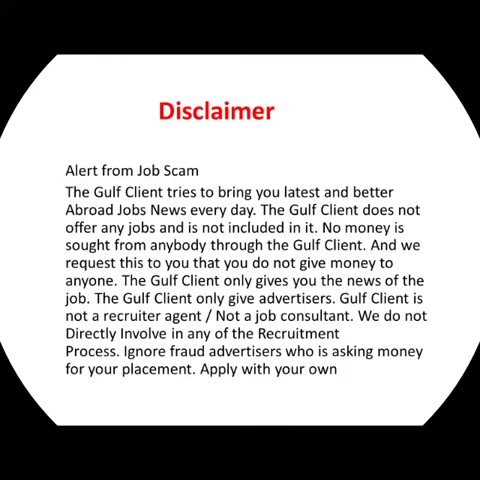 Disclaimer
Alert from Job Scam
The Gulf Client tries to bring you latest and better
Abroad Jobs News every day. The Gulf Client does not
offer any jobs and is not included in it. No money is
sought from anybody through the Gulf Client. And we
request this to you that you do not give money to
anyone. The Gulf Client only gives you the news of the
job. The Gulf Client only give advertisers. Gulf Client is
not a recruiter agent / Not a job consultant. We do not
Directly Involve in any of the Recruitment
Process. Ignore fraud advertisers who is asking money
for your placement. Apply with your own